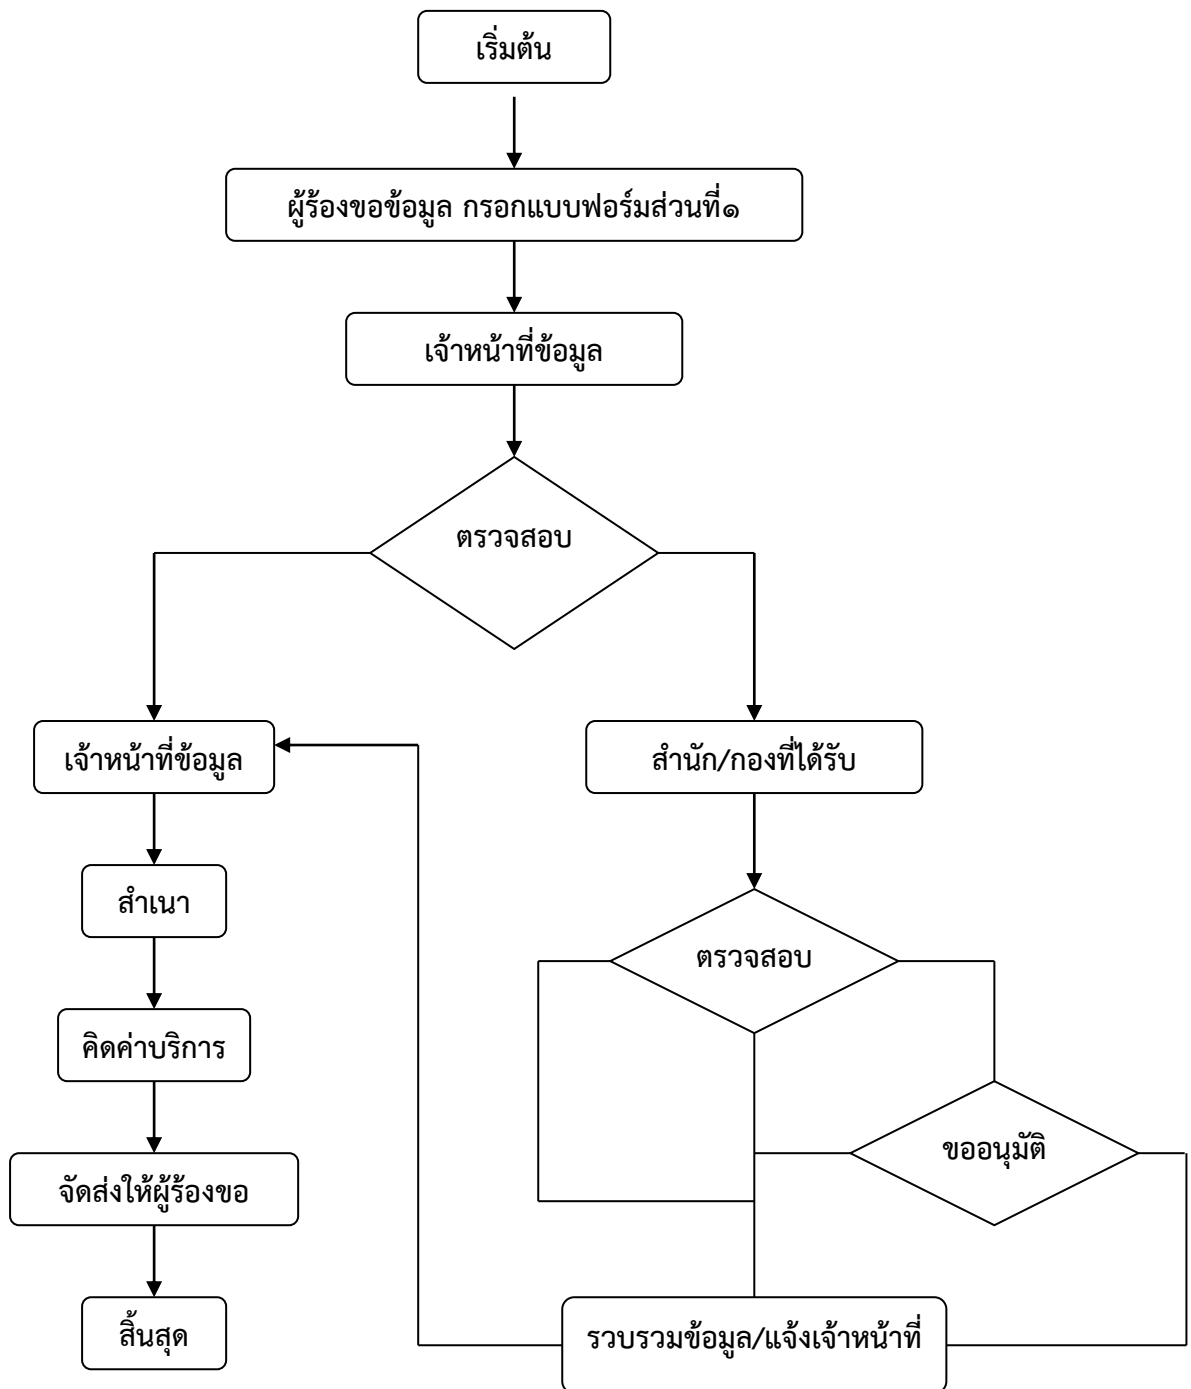 เริ่มต้น
ผู้ร้องขอข้อมูล กรอกแบบฟอร์มส่วนที่๑
เจ้าหน้าที่ข้อมูล
ตรวจสอบ
เจ้าหน้าที่ข้อมูล
สำนัก/กองที่ได้รับ
สำเนา
ตรวจสอบ
คิดค่าบริการ
ขออนุมัติ
จัดส่งให้ผู้ร้องขอ
สิ้นสุด
รวบรวมข้อมูล/แจ้งเจ้าหน้าที่